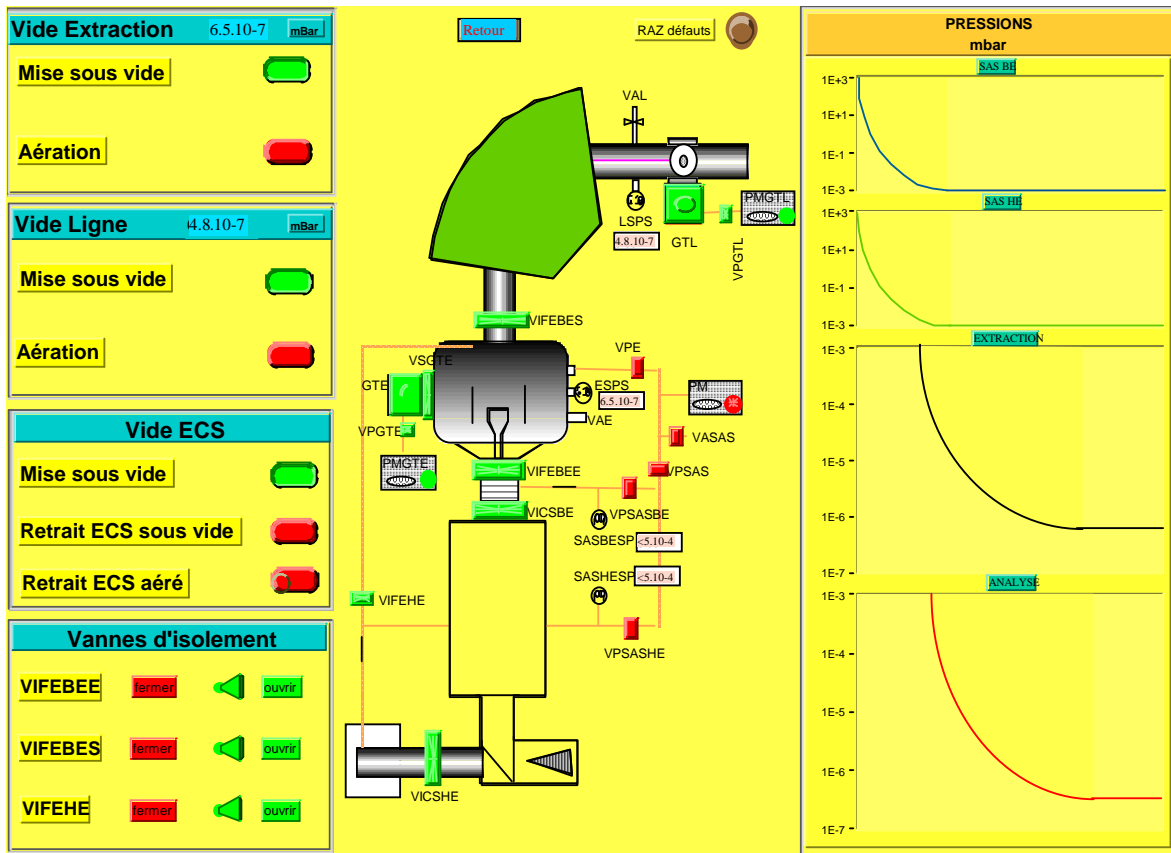 Vide Extraction 6.5.10-7 mBar
Mise sous vide
Aération
Vide Ligne 4.8.10-7 mBar
Mise sous vide
Aération
Vide ECS
Mise sous vide
Retrait ECS sous vide
Retrait ECS aéré
Vannes d'isolement
VIFEBEE fermer ouvrir
VIFEBES fermer ouvrir
VIFEHE fermer ouvrir
Retour
RAZ défauts
VAL
PMGTL
LSPS
4.8.10-7
GTL
VPGTL
VIFEBES
VSGTE
VPE
GTE
ESPS
6.5.10-7
PM
VAE
VPGTE
VASAS
PMGTE
VIFEBEE
VPSAS
VICSBE
VPSASBE
SASBESP <5.10-4
SASHESP <5.10-4
VIFEHE
VPSASHE
VICSHE
PRESSIONS
mbar
SAS BE
1E+3
1E+1
1E-1
1E-3
SAS HE
1E+3
1E+1
1E-1
1E-3
EXTRACTION
1E-3
1E-4
1E-5
1E-6
1E-7
ANALYSE
1E-3
1E-4
1E-5
1E-6
1E-7